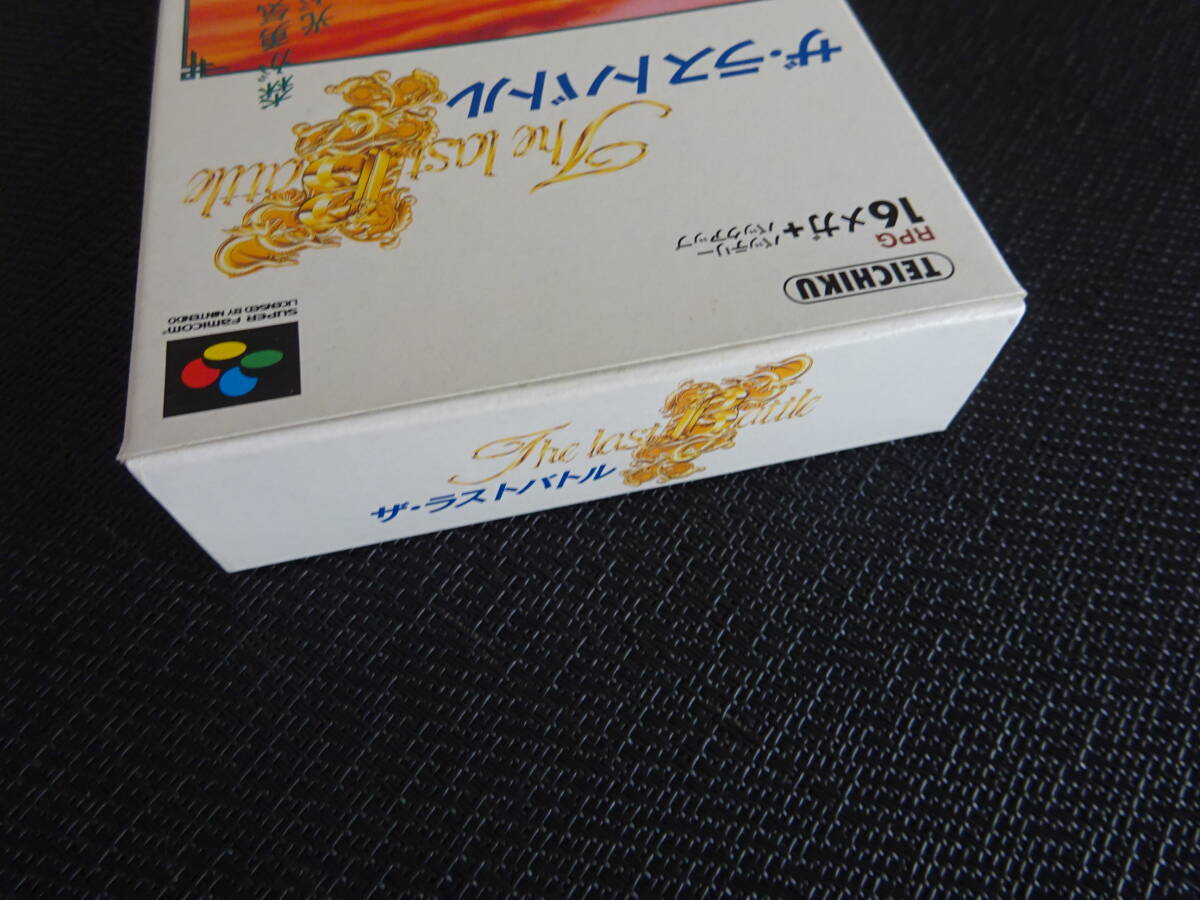 ザ・ラストバトル
The last Battle
16メガ+バッテリーバックアップ
RPG
TEICHIKU
SUPER FAMICOM
LICENSED BY NINTENDO
The last Battle
ザ・ラストバトル